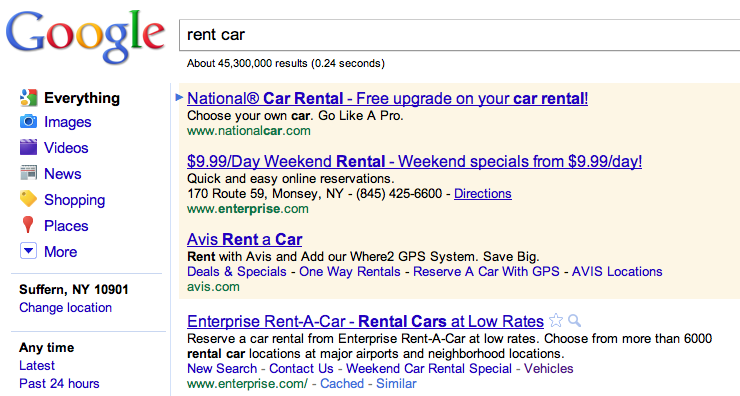 Google
rent car
About 45,300,000 results (0.24 seconds)
Everything
Images
Videos
News
Shopping
Places
More
Suffern, NY 10901
Change location
Any time
Latest
Past 24 hours
National® Car Rental - Free upgrade on your car rental!
Choose your own car. Go Like A Pro.
www.nationalcar.com
$9.99/Day Weekend Rental - Weekend specials from $9.99/day!
Quick and easy online reservations.
170 Route 59, Monsey, NY - (845) 425-6600 - Directions
www.enterprise.com
Avis Rent a Car
Rent with Avis and Add our Where2 GPS System. Save Big.
Deals & Specials - One Way Rentals - Reserve A Car With GPS - AVIS Locations
avis.com
Enterprise Rent-A-Car - Rental Cars at Low Rates
Reserve a car rental from Enterprise Rent-A-Car at low rates. Choose from more than 6000
rental car locations at major airports and neighborhood locations.
New Search - Contact Us - Weekend Car Rental Special - Vehicles
www.enterprise.com/ - Cached - Similar